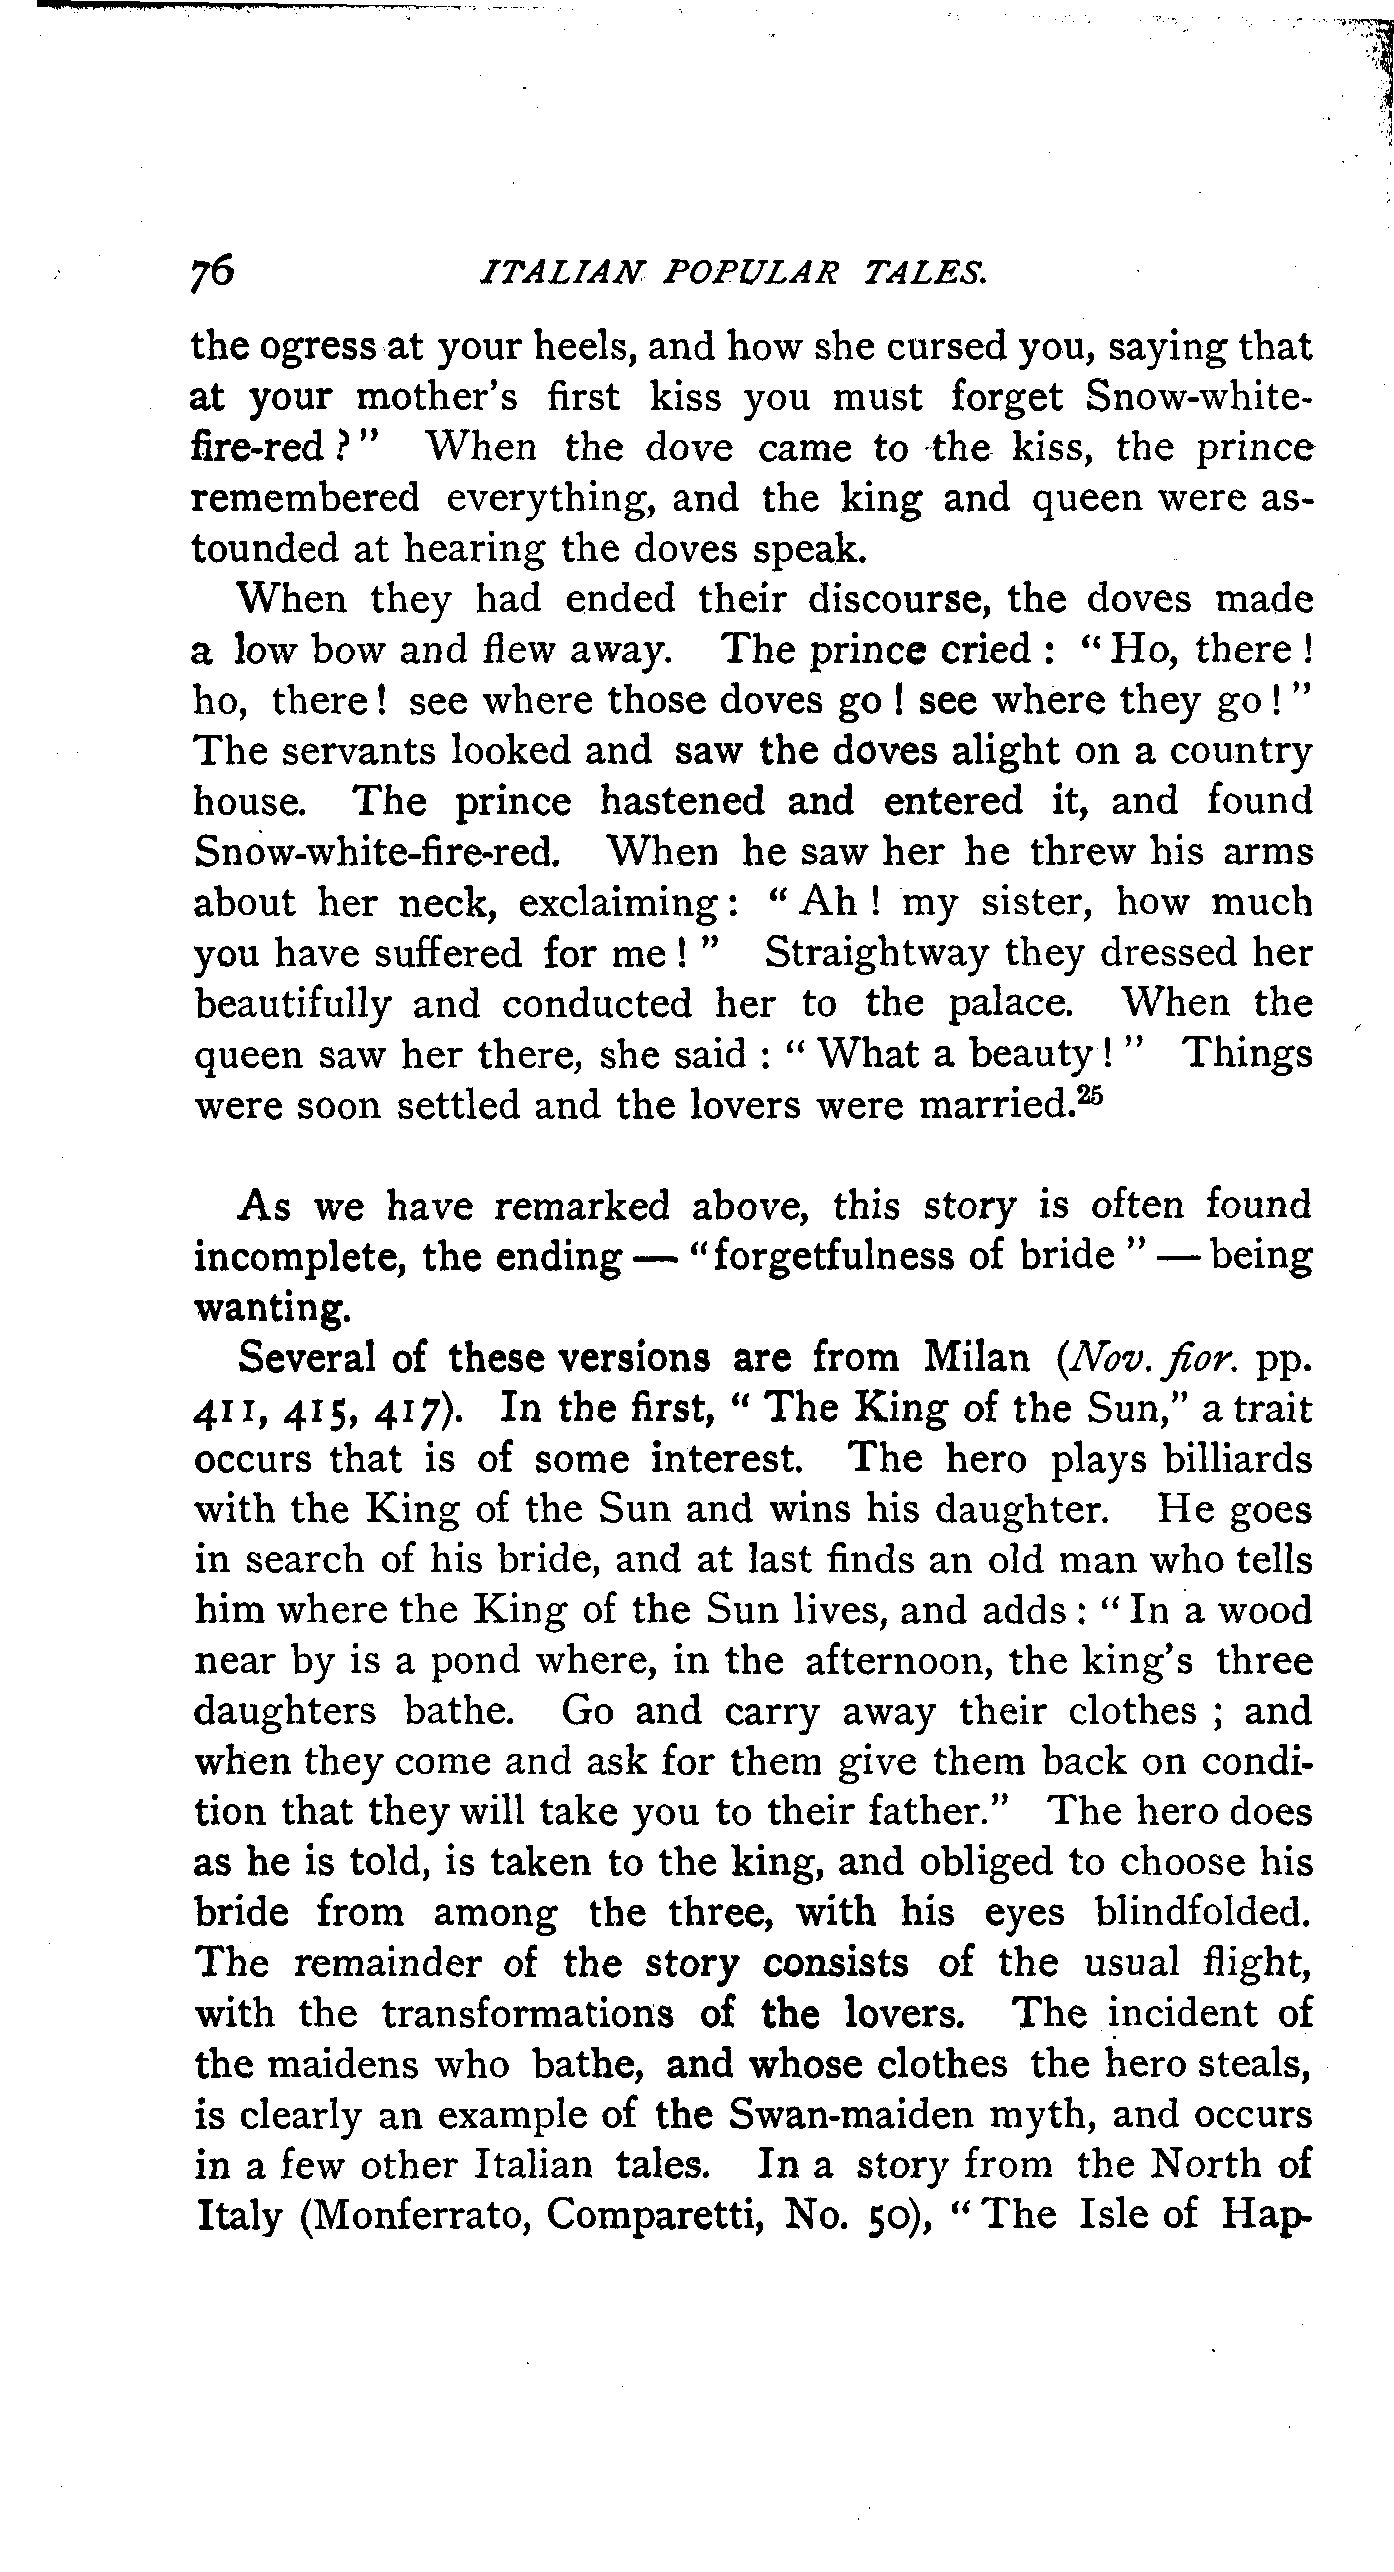 76 ITALIAN POPULAR TALES.
the ogress at your heels, and how she cursed you, saying that
at your mother's first kiss you must forget Snow-white-
fire-red?" When the dove came to the kiss, the prince
remembered everything, and the king and queen were as-
tounded at hearing the doves speak.
When they had ended their discourse, the doves made
a low bow and flew away. The prince cried: "Ho, there!
ho, there! see where those doves go! see where they go!"
The servants looked and saw the doves alight on a country
house. The prince hastened and entered it, and found
Snow-white-fire-red. When he saw her he threw his arms
about her neck, exclaiming: "Ah! my sister, how much
you have suffered for me!" Straightway they dressed her
beautifully and conducted her to the palace. When the
queen saw her there, she said: "What a beauty!" Things
were soon settled and the lovers were married.25
As we have remarked above, this story is often found
incomplete, the ending — "forgetfulness of bride" — being
wanting.
Several of these versions are from Milan (Nov. fior. pp.
411, 415, 417). In the first, "The King of the Sun," a trait
occurs that is of some interest. The hero plays billiards
with the King of the Sun and wins his daughter. He goes
in search of his bride, and at last finds an old man who tells
him where the King of the Sun lives, and adds: "In a wood
near by is a pond where, in the afternoon, the king's three
daughters bathe. Go and carry away their clothes; and
when they come and ask for them give them back on condi-
tion that they will take you to their father." The hero does
as he is told, is taken to the king, and obliged to choose his
bride from among the three, with his eyes blindfolded.
The remainder of the story consists of the usual flight,
with the transformations of the lovers. The incident of
the maidens who bathe, and whose clothes the hero steals,
is clearly an example of the Swan-maiden myth, and occurs
in a few other Italian tales. In a story from the North of
Italy (Monferrato, Comparetti, No. 50), "The Isle of Hap-